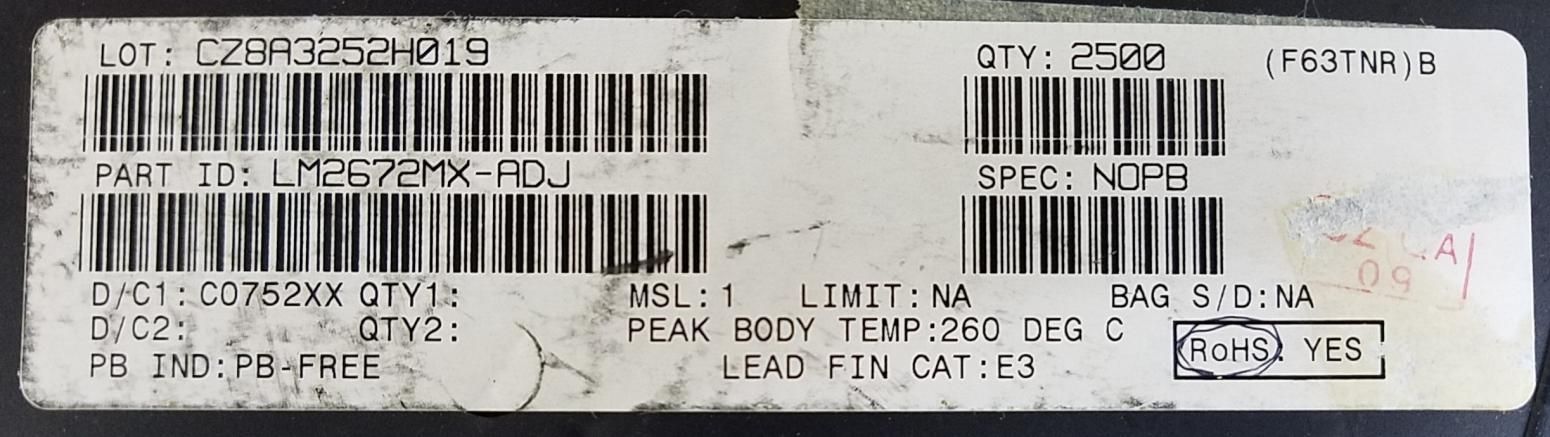 LOT: CZ8A3252H019
QTY: 2500 (F63TNR)B
PART ID: LM2672MX-ADJ
SPEC: NOPB
D/C1: C0752XX QTY1:
MSL: 1 LIMIT: NA BAG S/D:NA
D/C2: QTY2:
PEAK BODY TEMP:260 DEG C
RoHS: YES
PB IND:PB-FREE
LEAD FIN CAT:E3
09